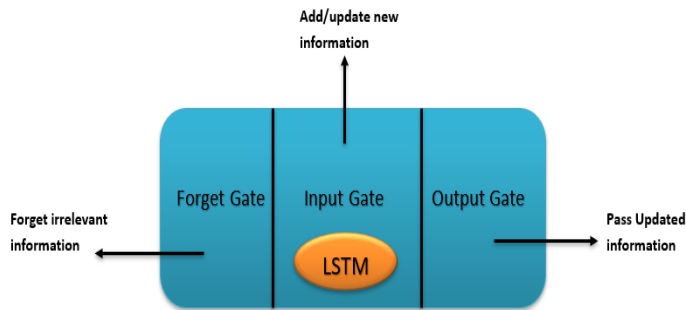 Add/update new
information
Forget Gate
Input Gate
Output Gate
Forget irrelevant
information
LSTM
Pass Updated
information